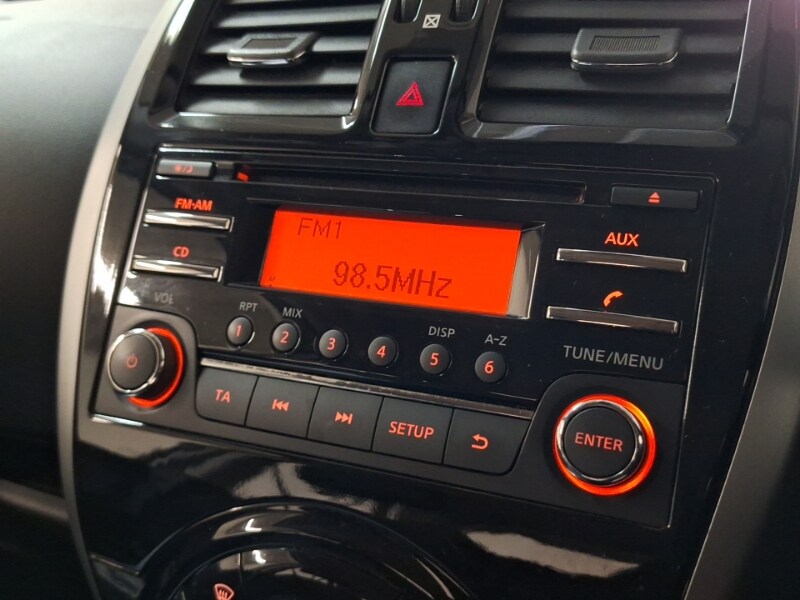 FM·AM
CD
FM1
98.5MHz
AUX
VOL
RPT
MIX
DISP
A-Z
1
2
3
4
5
6
TUNE/MENU
TA
SETUP
ENTER